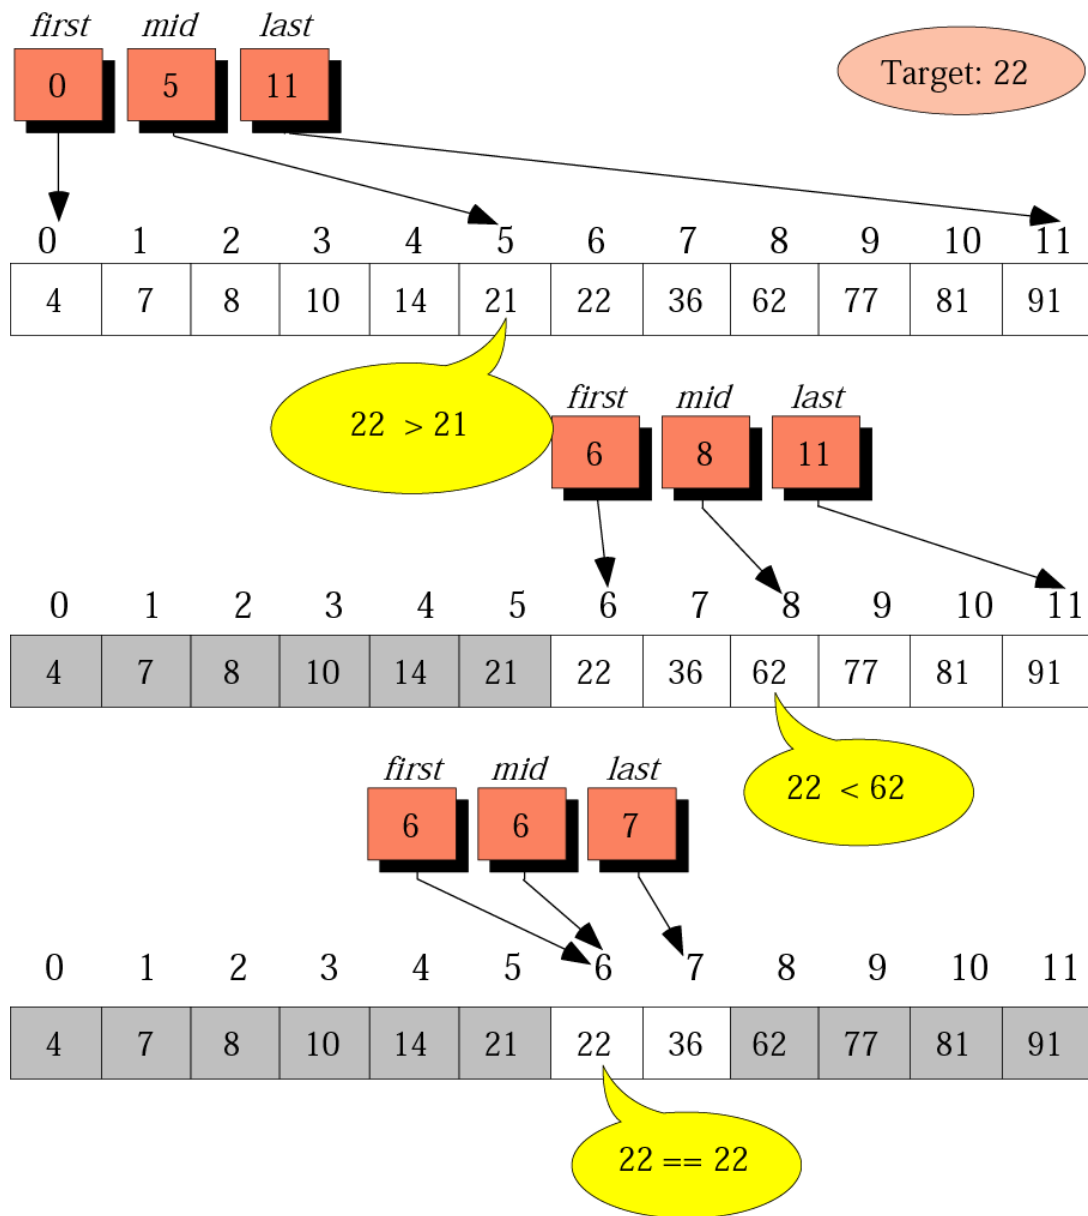 first mid last
0 5 11
Target: 22
0 1 2 3 4 5 6 7 8 9 10 11
4 7 8 10 14 21 22 36 62 77 81 91
22 > 21
first mid last
6 8 11
0 1 2 3 4 5 6 7 8 9 10 11
4 7 8 10 14 21 22 36 62 77 81 91
22 < 62
first mid last
6 6 7
0 1 2 3 4 5 6 7 8 9 10 11
4 7 8 10 14 21 22 36 62 77 81 91
22 == 22